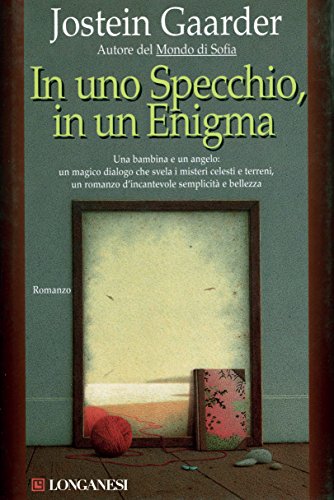 Jostein Gaarder
Autore del Mondo di Sofia
In uno Specchio,
in un Enigma
Una bambina e un angelo:
un magico dialogo che svela i misteri celesti e terreni,
un romanzo d'incantevole semplicità e bellezza
Romanzo
LONGANESI